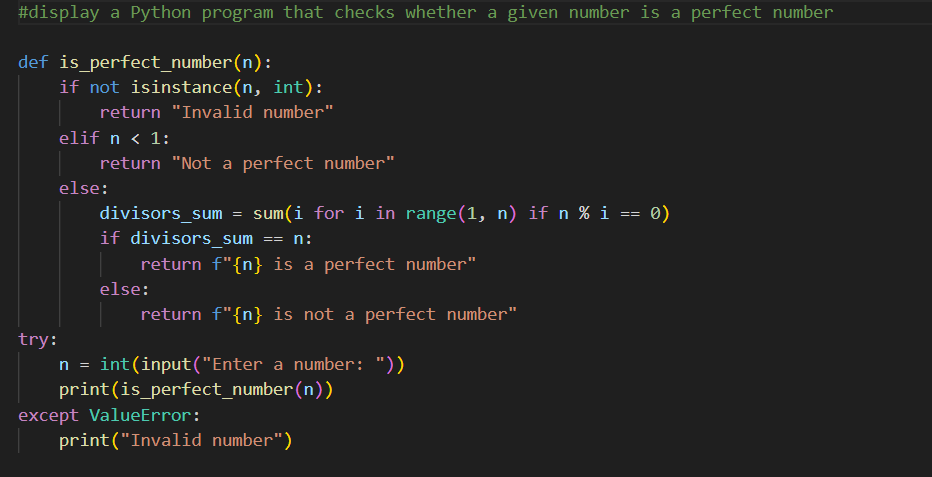 #display a Python program that checks whether a given number is a perfect number
def is_perfect_number(n):
    if not isinstance(n, int):
        return "Invalid number"
    elif n < 1:
        return "Not a perfect number"
    else:
        divisors_sum = sum(i for i in range(1, n) if n % i == 0)
        if divisors_sum == n:
            return f"{n} is a perfect number"
        else:
            return f"{n} is not a perfect number"
try:
    n = int(input("Enter a number: "))
    print(is_perfect_number(n))
except ValueError:
    print("Invalid number")